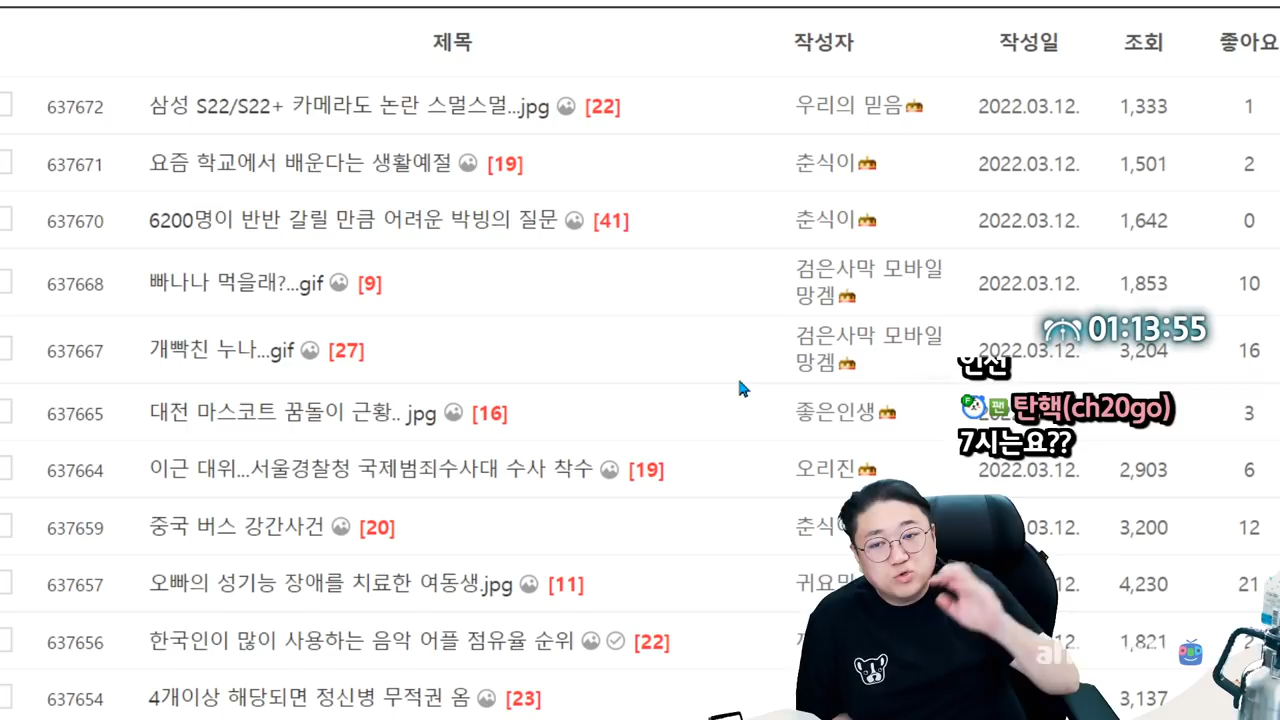 제목 작성자 작성일 조회 좋아요
637672 삼성 S22/S22+ 카메라도 논란 스멀스멀...jpg [22] 우리의 믿음 2022.03.12. 1,333 1
637671 요즘 학교에서 배운다는 생활예절 [19] 춘식이 2022.03.12. 1,501 2
637670 6200명이 반반 갈릴 만큼 어려운 박빙의 질문 [41] 춘식이 2022.03.12. 1,642 0
637668 빠나나 먹을래?...gif [9] 검은사막 모바일 2022.03.12. 1,853 10
망겜
01:13:55
637667 개빡친 누나...gif [27] 검은사막 모바일 2022.03.12. 3,204 16
망겜
637665 대전 마스코트 꿈돌이 근황.. jpg [16] 좋은인생 3
탄핵(ch20go)
7시는요??
637664 이근 대위...서울경찰청 국제범죄수사대 수사 착수 [19] 오리진 2022.03.12. 2,903 6
637659 중국 버스 강간사건 [20] 춘식 03.12. 3,200 12
637657 오빠의 성기능 장애를 치료한 여동생.jpg [11] 귀요 12. 4,230 21
637656 한국인이 많이 사용하는 음악 어플 점유율 순위 [22] 12. 1,821 2
637654 4개이상 해당되면 정신병 무적권 옴 [23] 3,137